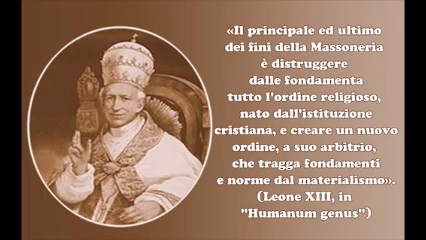 «Il principale ed ultimo
dei fini della Massoneria
è distruggere
dalle fondamenta
tutto l'ordine religioso,
nato dall'istituzione
cristiana, e creare un nuovo
ordine, a suo arbitrio,
che tragga fondamenti
e norme dal materialismo».
(Leone XIII, in
"Humanum genus")